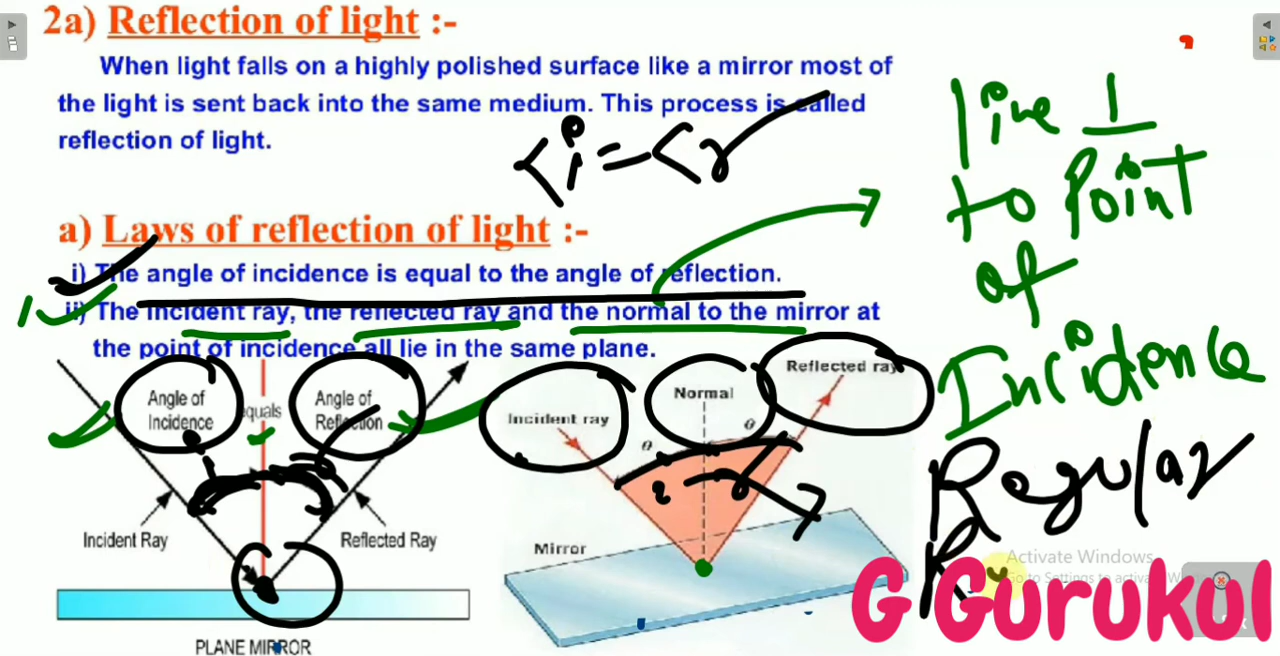 2a) Reflection of light :-
When light falls on a highly polished surface like a mirror most of
the light is sent back into the same medium. This process is called
reflection of light.
<i = <r
a) Laws of reflection of light :-
i) The angle of incidence is equal to the angle of reflection.
ii) The incident ray, the reflected ray and the normal to the mirror at
the point of incidence all lie in the same plane.
line 1
to Point
of
Incidence
Regular
R
Angle of
Incidence
equals
Angle of
Reflection
Incident Ray
Reflected Ray
PLANE MIRROR
Incident ray
Normal
Reflected ray
θ
θ
i
r
i
r
Mirror
Activate Windows
Go to Settings to activate W
G Gurukol